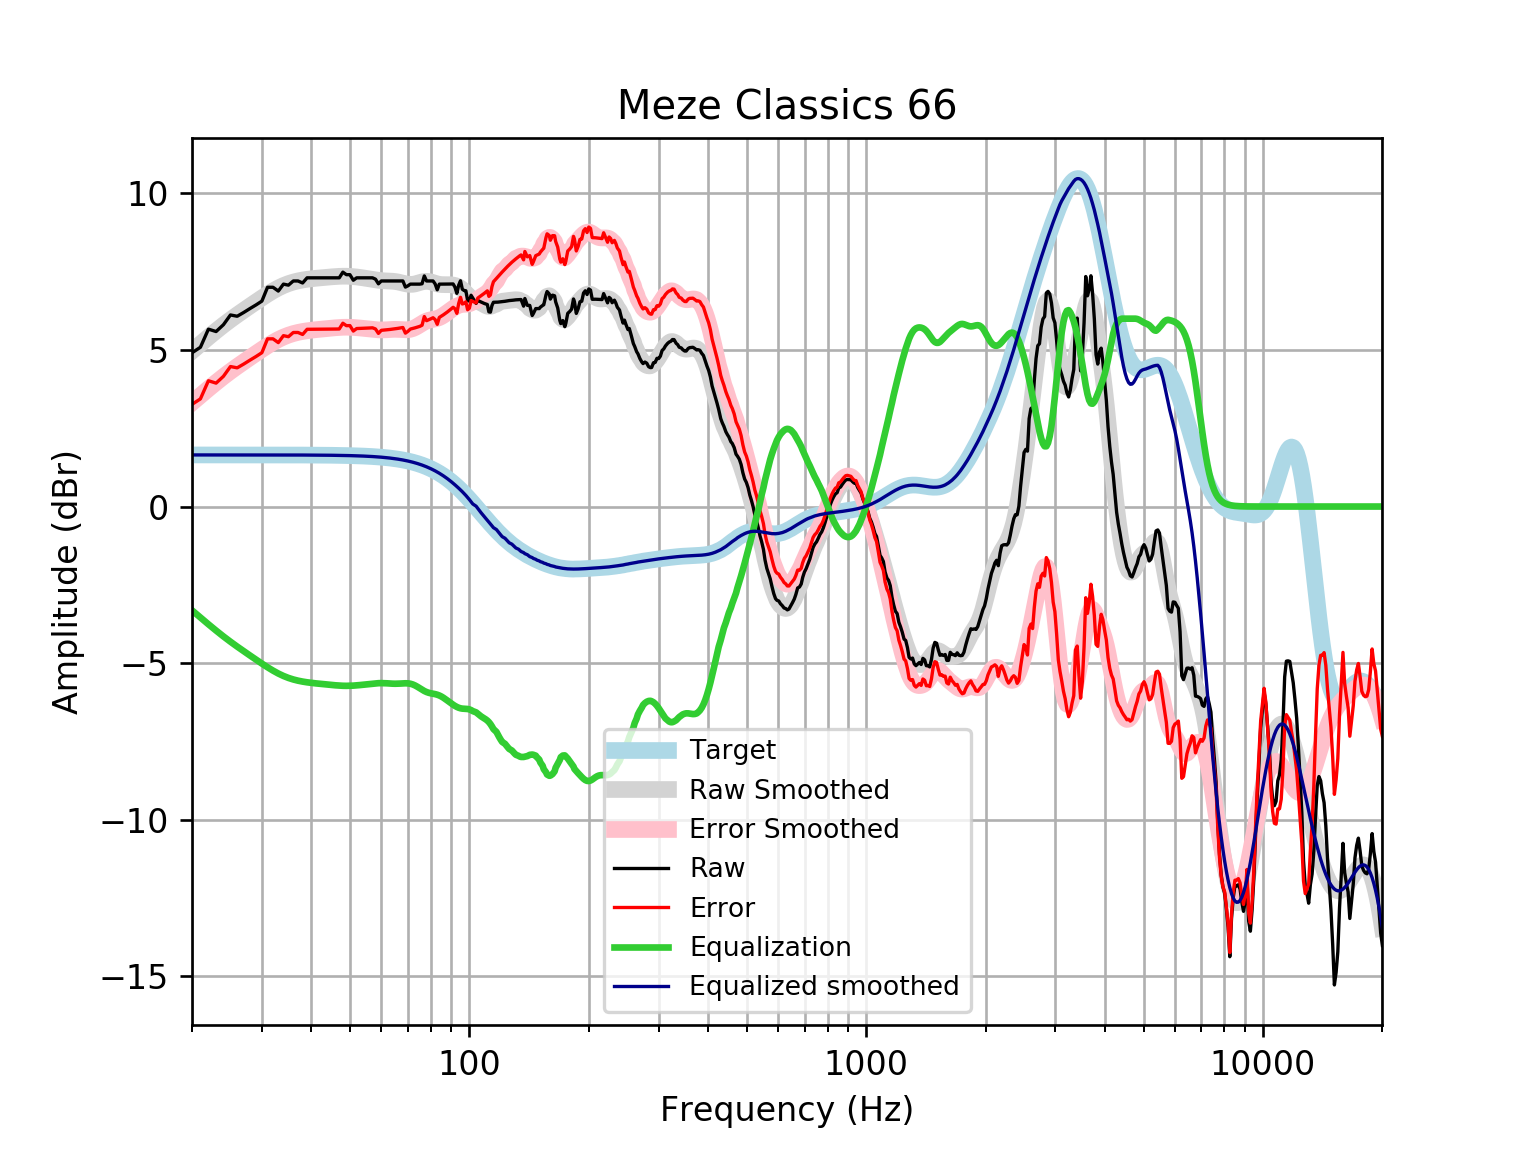 Meze Classics 66
10
5
0
−5
−10
−15
Amplitude (dBr)
Target
Raw Smoothed
Error Smoothed
Raw
Error
Equalization
Equalized smoothed
100 1000 10000
Frequency (Hz)